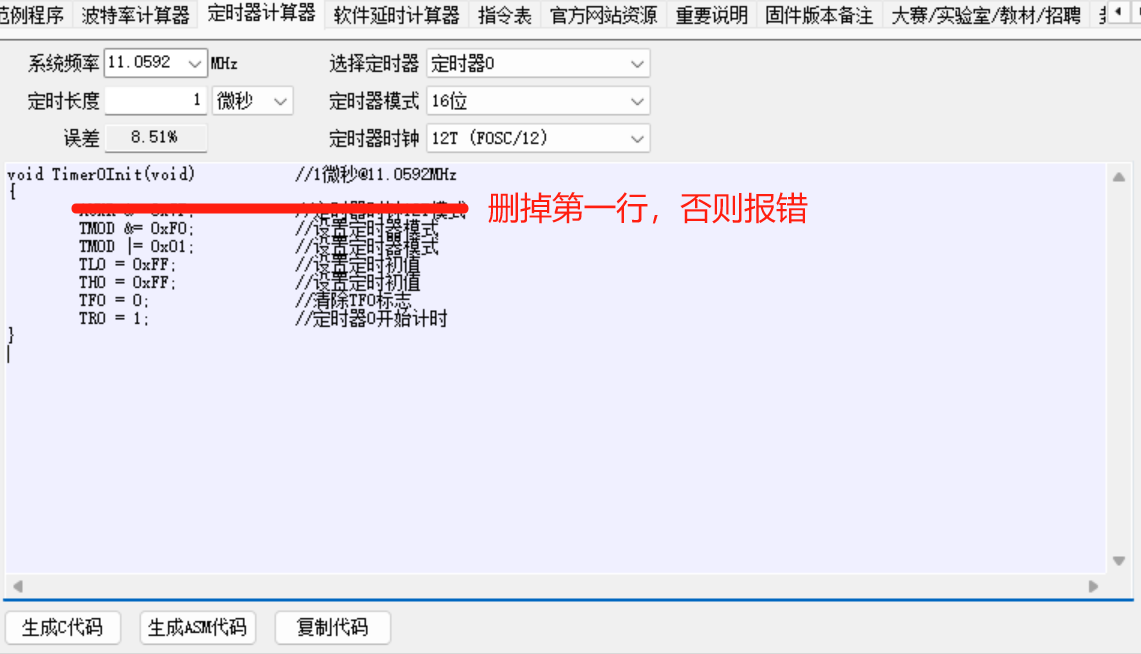 范例程序 波特率计算器 定时器计算器 软件延时计算器 指令表 官方网站资源 重要说明 固件版本备注 大赛/实验室/教材/招聘
系统频率 11.0592 MHz 选择定时器 定时器0
定时长度 1 微秒 定时器模式 16位
误差 8.51% 定时器时钟 12T (FOSC/12)
void Timer0Init(void) //1微秒@11.0592MHz
{
删掉第一行，否则报错
TMOD &= 0xF0; //设置定时器模式
TMOD |= 0x01; //设置定时器模式
TL0 = 0xFF; //设置定时初值
TH0 = 0xFF; //设置定时初值
TF0 = 0; //清除TF0标志
TR0 = 1; //定时器0开始计时
}
生成C代码 生成ASM代码 复制代码